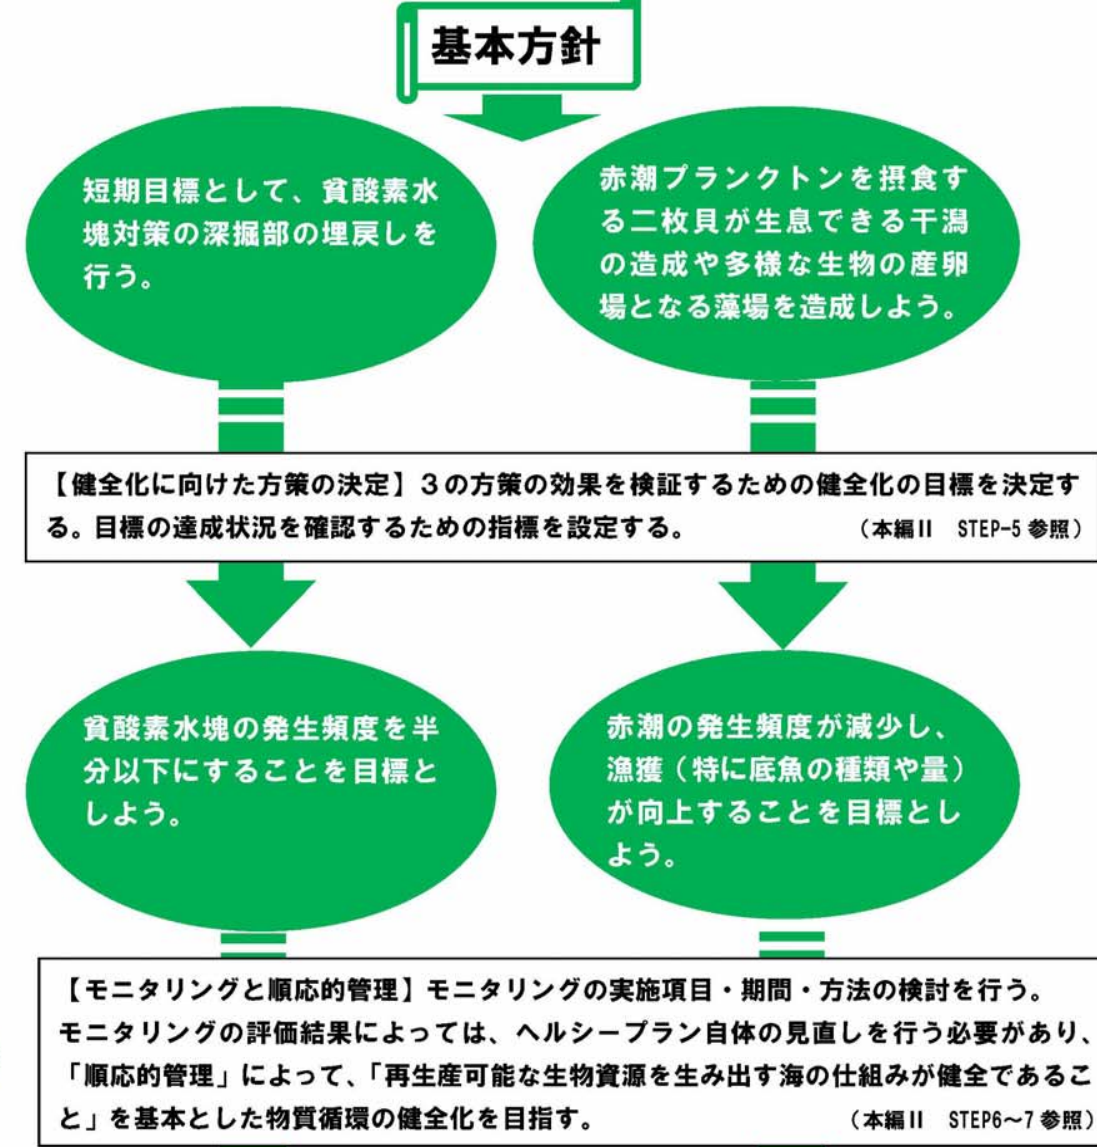 基本方針
短期目標として、貧酸素水
塊対策の深掘部の埋戻しを
行う。
赤潮プランクトンを摂食す
る二枚貝が生息できる干潟
の造成や多様な生物の産卵
場となる藻場を造成しよう。
【健全化に向けた方策の決定】３の方策の効果を検証するための健全化の目標を決定す
る。目標の達成状況を確認するための指標を設定する。 （本編Ⅱ STEP-5 参照）
貧酸素水塊の発生頻度を半
分以下にすることを目標と
しよう。
赤潮の発生頻度が減少し、
漁獲（特に底魚の種類や量）
が向上することを目標とし
よう。
【モニタリングと順応的管理】モニタリングの実施項目・期間・方法の検討を行う。
モニタリングの評価結果によっては、ヘルシープラン自体の見直しを行う必要があり、
「順応的管理」によって、「再生産可能な生物資源を生み出す海の仕組みが健全であるこ
と」を基本とした物質循環の健全化を目指す。 （本編Ⅱ STEP6～7 参照）